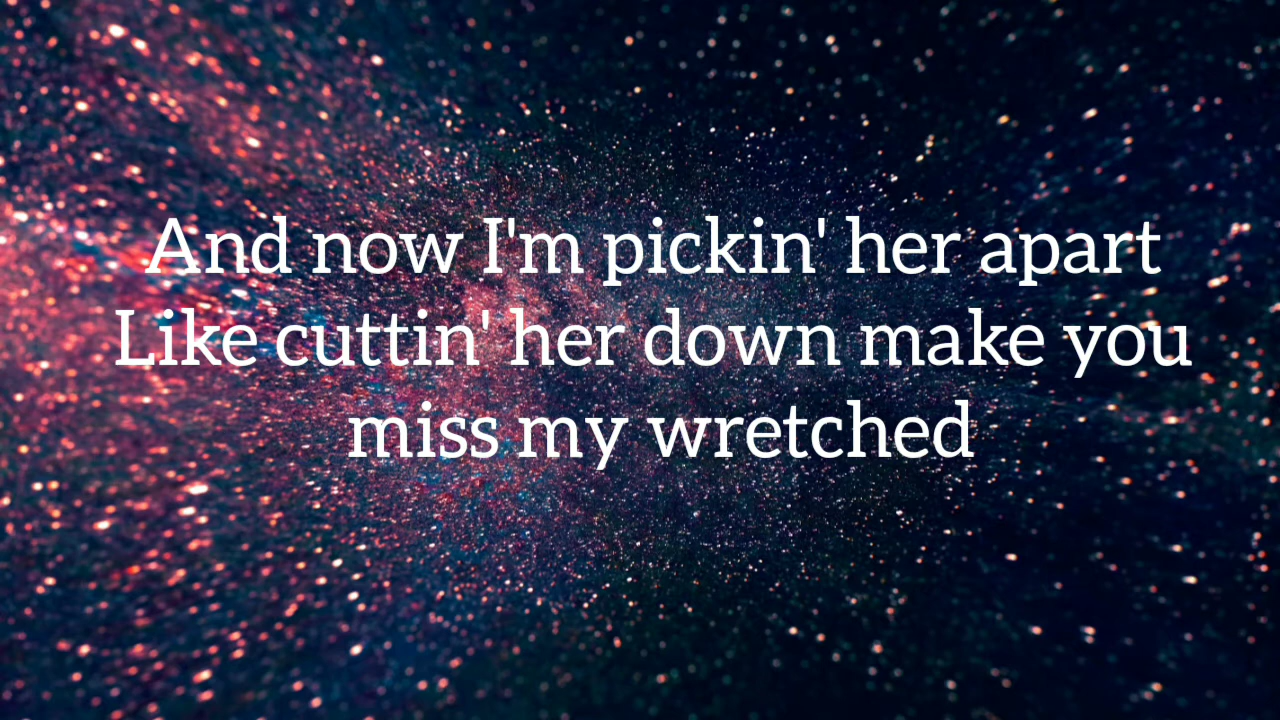 And now I'm pickin' her apart
Like cuttin' her down make you
miss my wretched